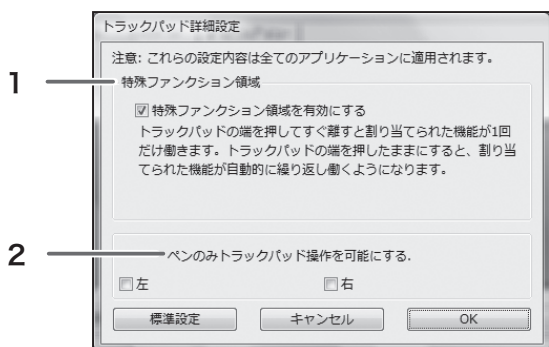 トラックパッド詳細設定
注意: これらの設定内容は全てのアプリケーションに適用されます。
1
特殊ファンクション領域
特殊ファンクション領域を有効にする
トラックパッドの端を押してすぐ離すと割り当てられた機能が1回
だけ働きます。トラックパッドの端を押したままにすると、割り当
てられた機能が自動的に繰り返し働くようになります。
2
ペンのみトラックパッド操作を可能にする.
左 右
標準設定 キャンセル OK